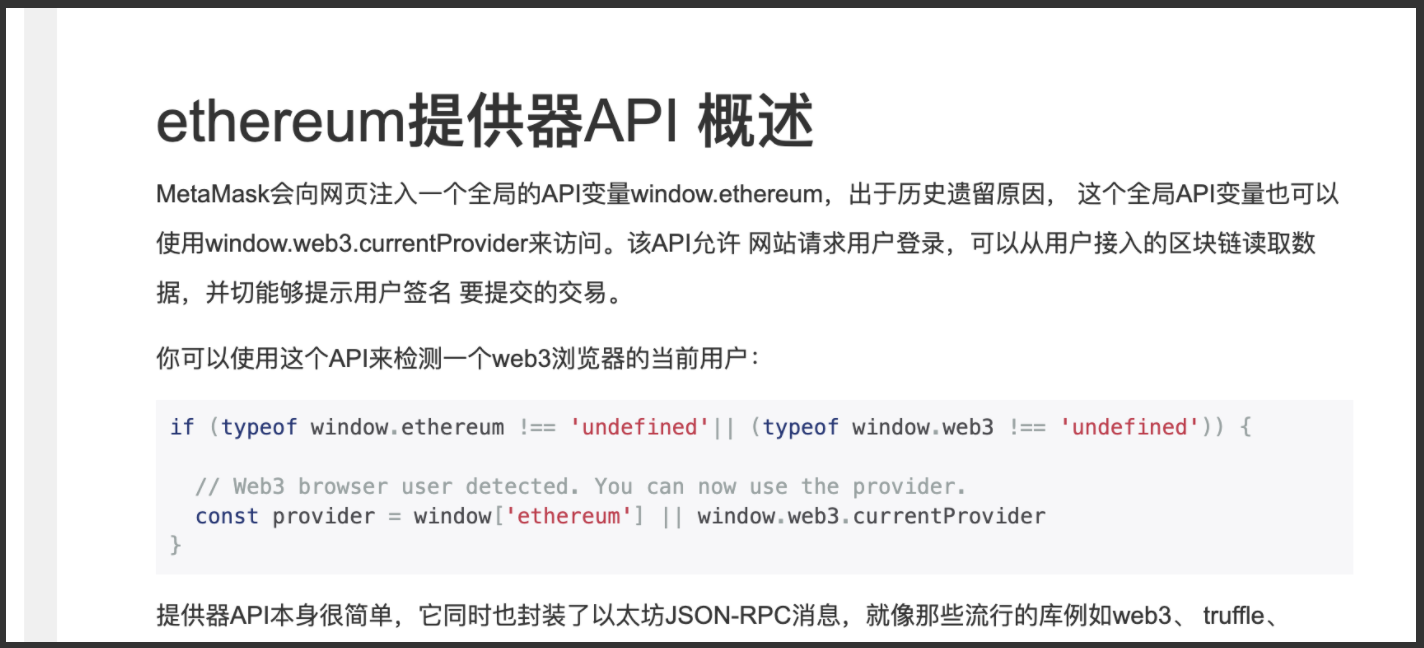 ethereum提供器API 概述
MetaMask会向网页注入一个全局的API变量window.ethereum，出于历史遗留原因， 这个全局API变量也可以
使用window.web3.currentProvider来访问。该API允许 网站请求用户登录，可以从用户接入的区块链读取数
据，并切能够提示用户签名 要提交的交易。
你可以使用这个API来检测一个web3浏览器的当前用户：
if (typeof window.ethereum !== 'undefined'|| (typeof window.web3 !== 'undefined')) {
// Web3 browser user detected. You can now use the provider.
const provider = window['ethereum'] || window.web3.currentProvider
}
提供器API本身很简单，它同时也封装了以太坊JSON-RPC消息，就像那些流行的库例如web3、 truffle、